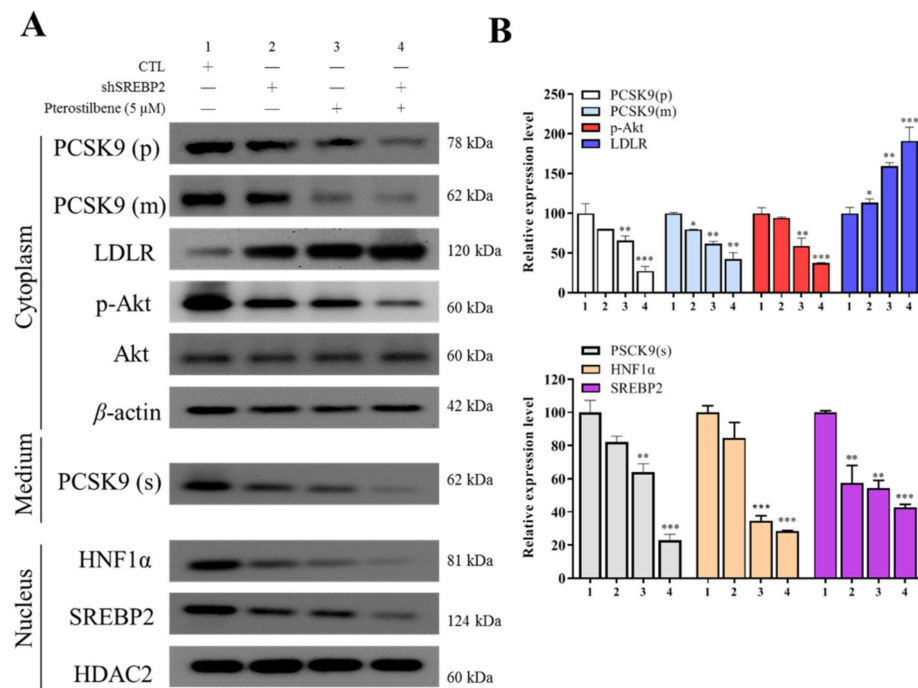 A
1 2 3 4
CTL + — — —
shSREBP2 — + — +
Pterostilbene (5 μM) — — + +
Cytoplasm
PCSK9 (p) 78 kDa
PCSK9 (m) 62 kDa
LDLR 120 kDa
p-Akt 60 kDa
Akt 60 kDa
β-actin 42 kDa
Medium
PCSK9 (s) 62 kDa
Nucleus
HNF1α 81 kDa
SREBP2 124 kDa
HDAC2 60 kDa
B
PCSK9(p)
PCSK9(m)
p-Akt
LDLR
Relative expression level
250
200
150
100
50
0
** *** * ** ** ** *** * ** ***
1 2 3 4 1 2 3 4 1 2 3 4 1 2 3 4
PSCK9(s)
HNF1α
SREBP2
Relative expression level
120
100
80
60
40
20
0
** *** *** *** ** ** ***
1 2 3 4 1 2 3 4 1 2 3 4